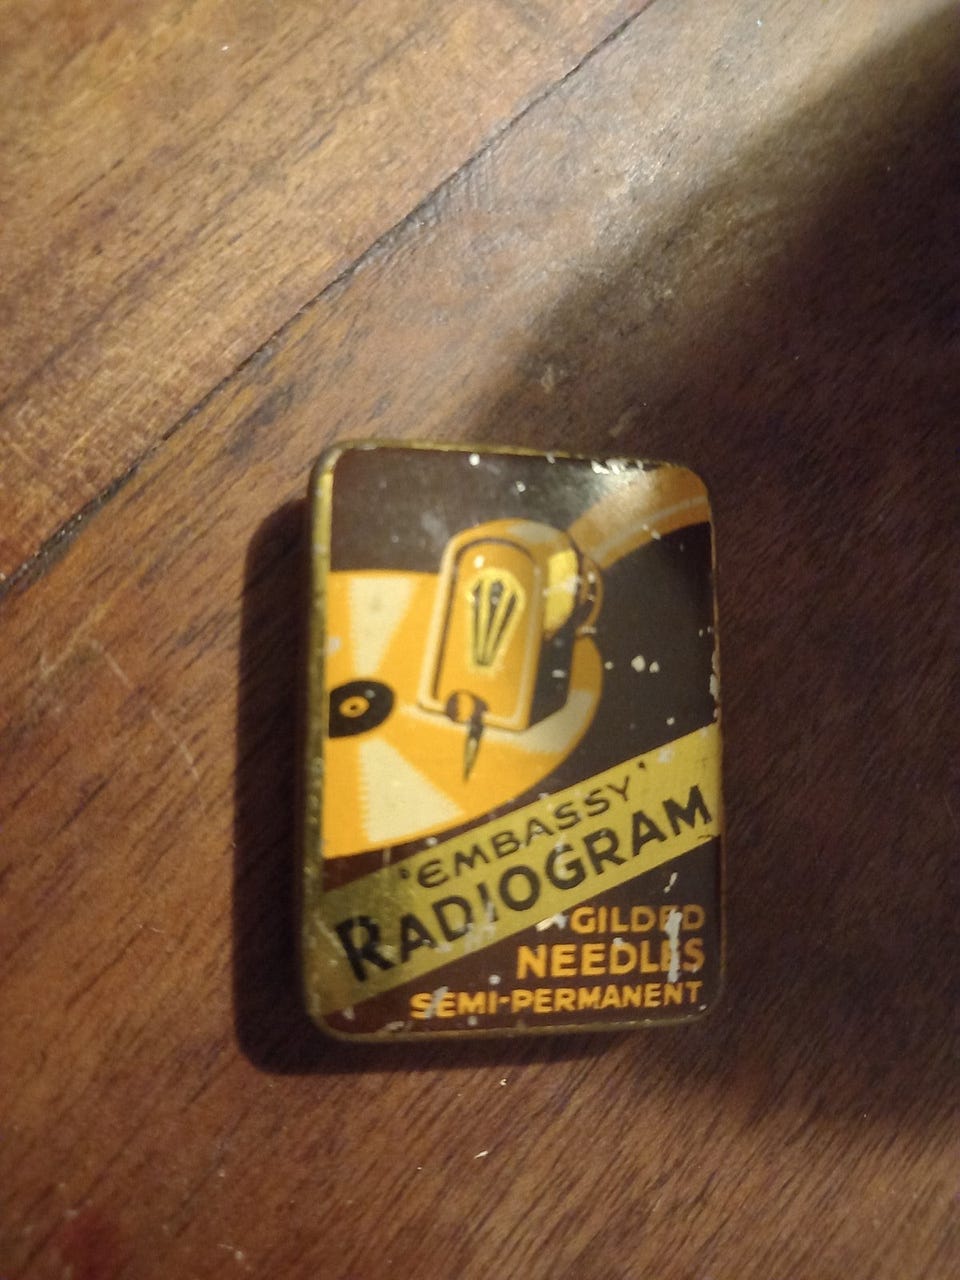 'EMBASSY'
RADIOGRAM
GILDED
NEEDLES
SEMI-PERMANENT